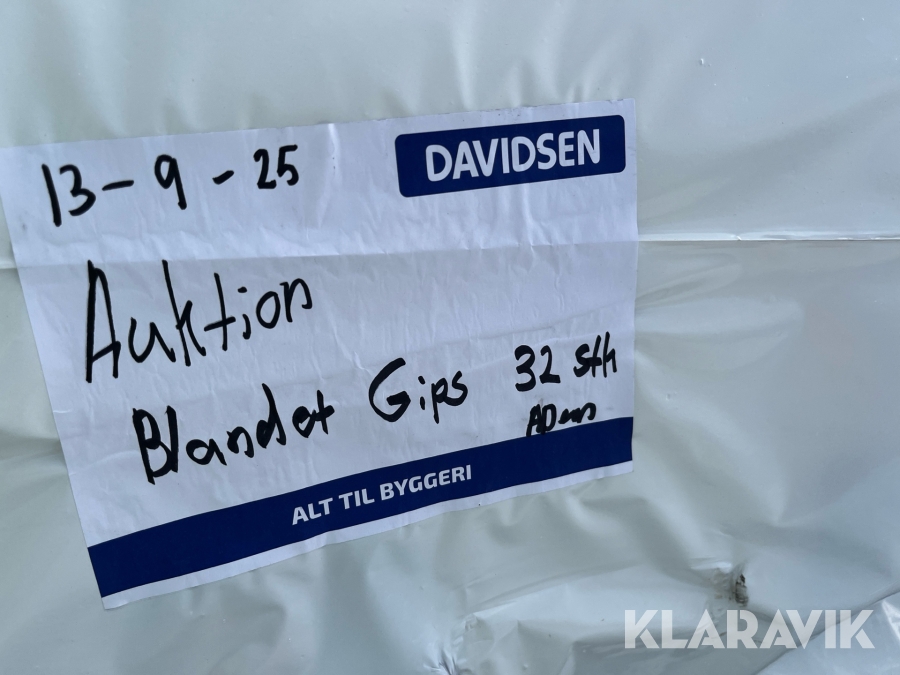 13-9-25
DAVIDSEN
Auktion
Blandet Gips 32 stk
ALT TIL BYGGERI
KLARAVIK